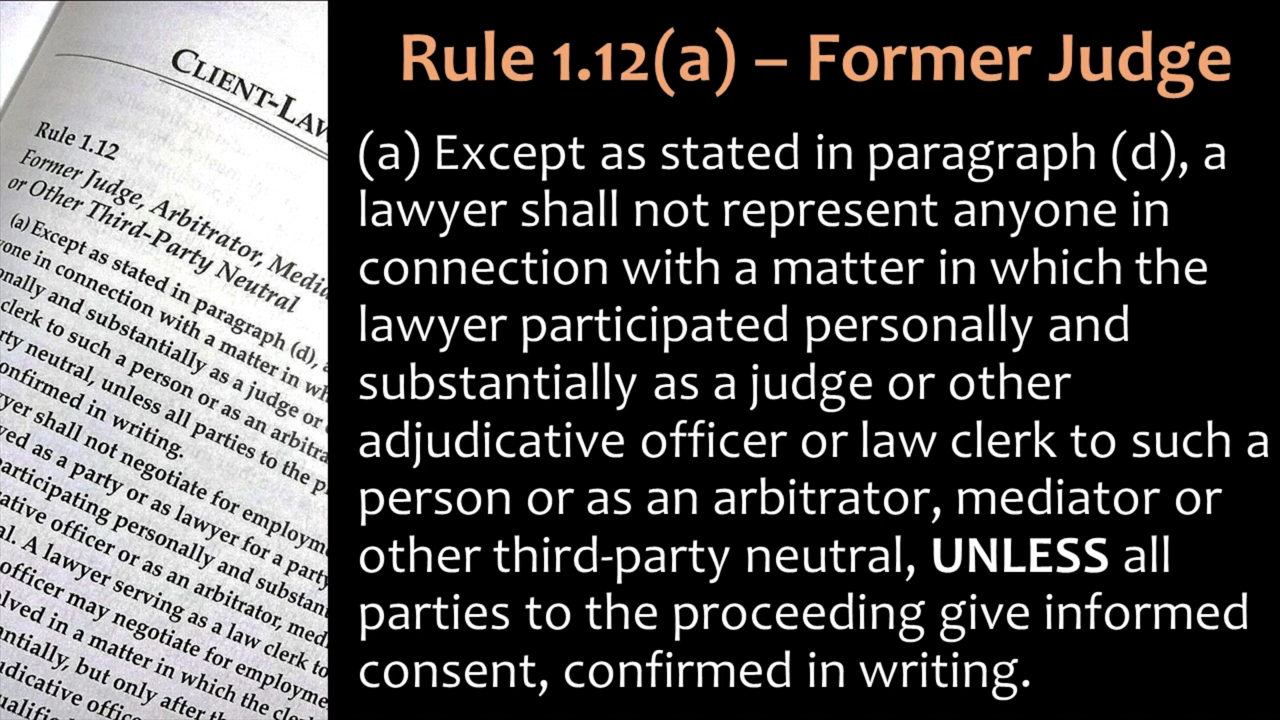 Rule 1.12(a) – Former Judge
(a) Except as stated in paragraph (d), a
lawyer shall not represent anyone in
connection with a matter in which the
lawyer participated personally and
substantially as a judge or other
adjudicative officer or law clerk to such a
person or as an arbitrator, mediator or
other third-party neutral, UNLESS all
parties to the proceeding give informed
consent, confirmed in writing.
CLIENT-LAW
Rule 1.12
Former Judge, Arbitrator, Media
or Other Third-Party Neutral
(a) Except as stated in paragraph (d),
one in connection with a matter in wh
nally and substantially as a judge or
clerk to such a person or as an arbitra
rty neutral, unless all parties to the p
onfirmed in writing.
yer shall not negotiate for employm
ved as a party or as lawyer for a party
articipating personally and substant
ative officer or as an arbitrator, med
al. A lawyer serving as a law clerk to
officer may negotiate for employme
lved in a matter in which the cler
ntially, but only after th
dicative office